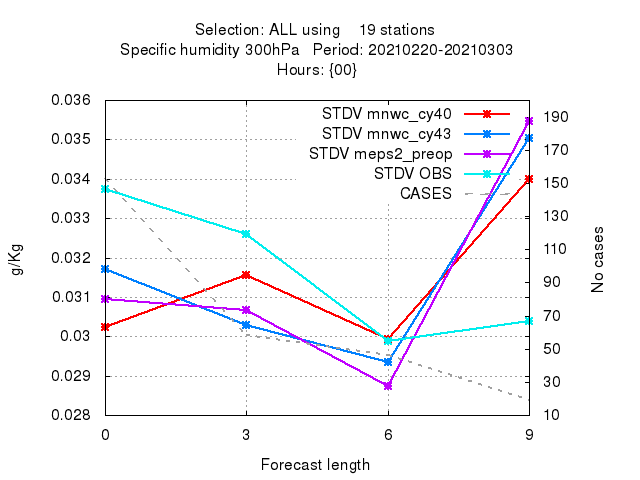 Selection: ALL using    19 stations
Specific humidity 300hPa   Period: 20210220-20210303
Hours: {00}
STDV mnwc_cy40
STDV mnwc_cy43
STDV meps2_preop
STDV OBS
CASES
0.036
0.035
0.034
0.033
0.032
0.031
0.03
0.029
0.028
g/Kg
190
170
150
130
110
90
70
50
30
10
No cases
0 3 6 9
Forecast length